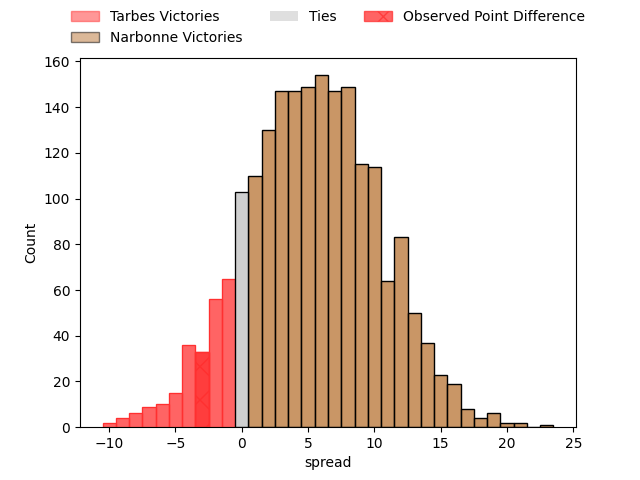 Tarbes Victories
Narbonne Victories
Ties
Observed Point Difference
160
140
120
100
80
60
40
20
0
Count
−10 −5 0 5 10 15 20 25
spread